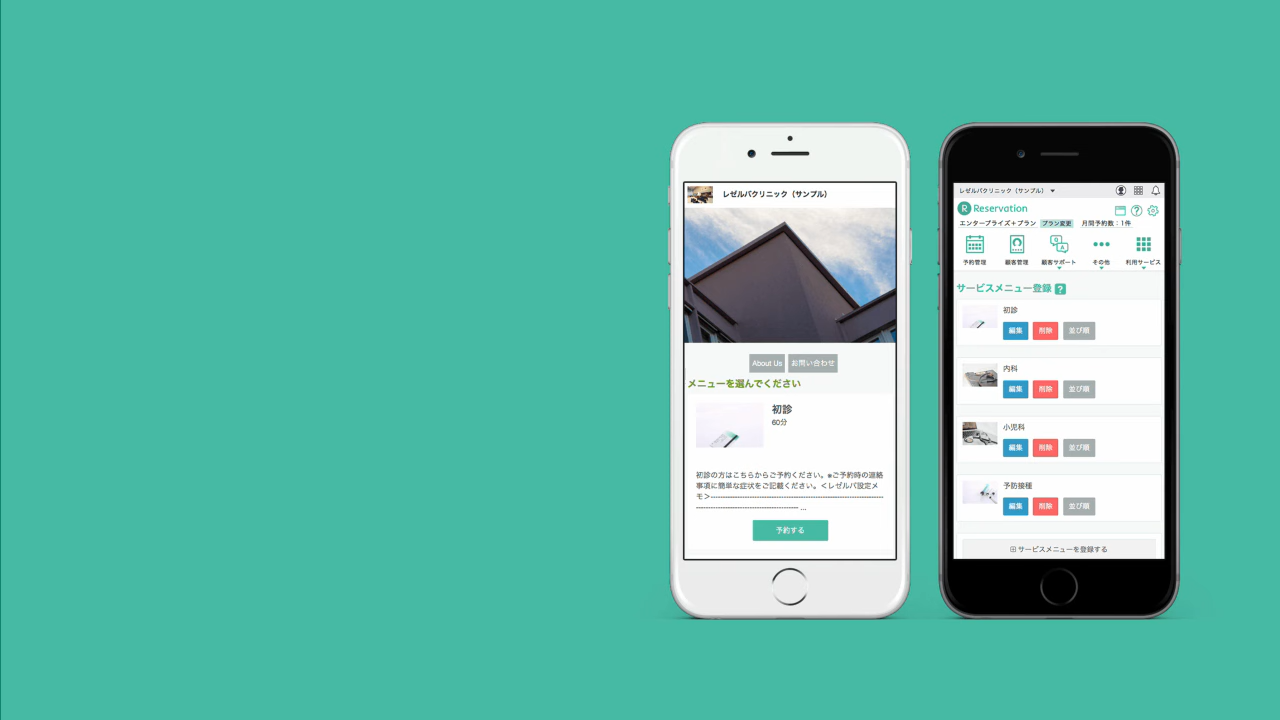 レゼルバクリニック（サンプル）
About Us
お問い合わせ
メニューを選んでください
初診
60分
初診の方はこちらからご予約ください。※ご予約時の連絡
事項に簡単な症状をご記載ください。＜レゼルバ設定メ
モ＞------------------------------------------------------------------
--------------------------------------- ...
予約する
レゼルバクリニック（サンプル）
R Reservation
エンタープライズ＋プラン
プラン変更
月間予約数：1件
予約管理
顧客管理
Q A
顧客サポート
その他
利用サービス
サービスメニュー登録 ?
初診
編集 削除 並び順
内科
編集 削除 並び順
小児科
編集 削除 並び順
予防接種
編集 削除 並び順
サービスメニューを登録する